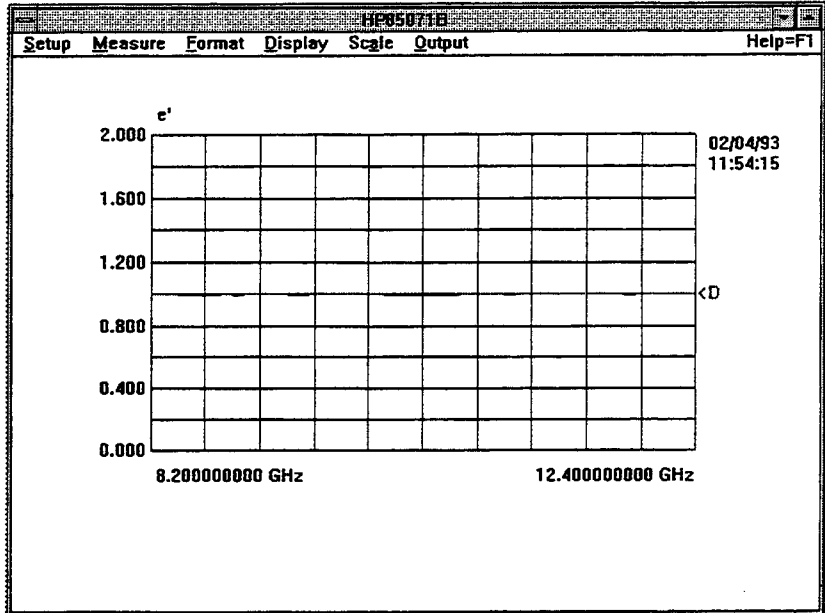 HP85071B
Setup Measure Format Display Scale Output Help=F1
e'
2.000
02/04/93
11:54:15
1.600
1.200
<D
0.800
0.400
0.000
8.200000000 GHz 12.400000000 GHz